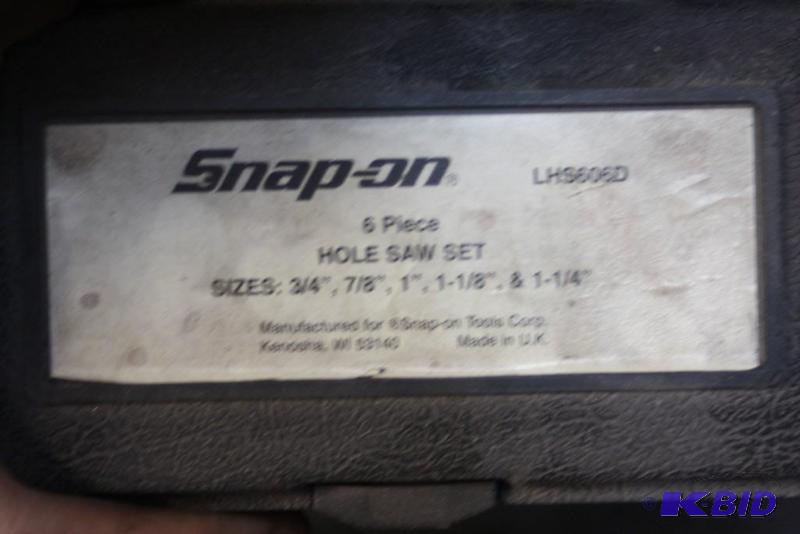 Snap-on® LHS606D
6 Piece
HOLE SAW SET
SIZES: 3/4", 7/8", 1", 1-1/8", & 1-1/4"
Manufactured for ®Snap-on Tools Corp.
Kenosha, WI 53140 Made in U.K.
© K-BID